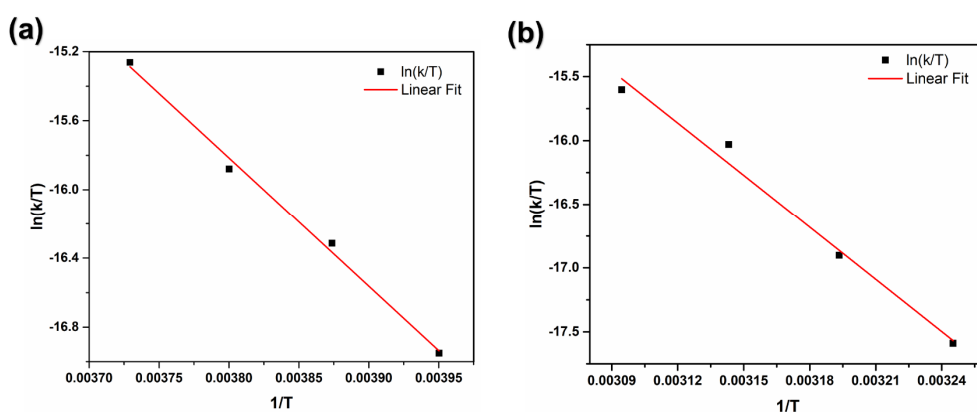 (a)
-15.2
-15.6
-16.0
-16.4
-16.8
ln(k/T)
ln(k/T)
Linear Fit
0.00370 0.00375 0.00380 0.00385 0.00390 0.00395
1/T
(b)
-15.5
-16.0
-16.5
-17.0
-17.5
ln(k/T)
ln(k/T)
Linear Fit
0.00309 0.00312 0.00315 0.00318 0.00321 0.00324
1/T